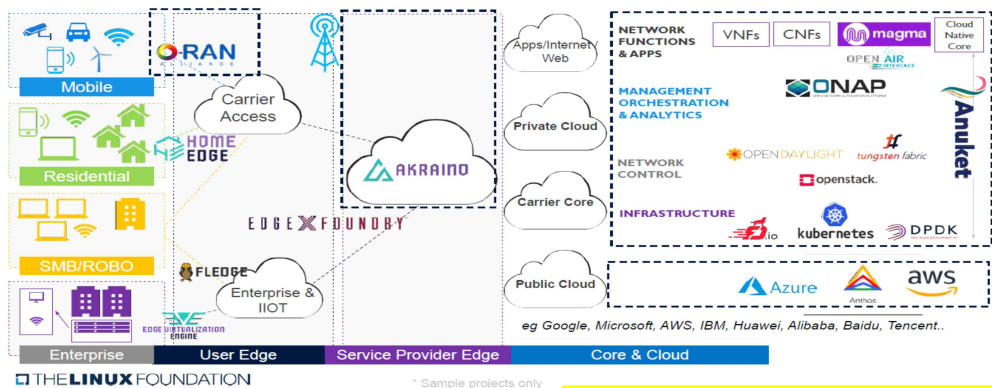 Mobile
O-RAN
ALLIANCE
Carrier
Access
Residential
HOME
EDGE
AKRAINO
EDGE X FOUNDRY
SMB/ROBO
FLEDGE
Enterprise &
IIOT
EDGE VIRTUALIZATION
ENGINE
Apps/Internet/
Web
Private Cloud
Carrier Core
Public Cloud
NETWORK
FUNCTIONS
& APPS
VNFs
CNFs
magma
Cloud
Native
Core
OPEN AIR
INTERFACE
MANAGEMENT
ORCHESTRATION
& ANALYTICS
ONAP
Anuket
NETWORK
CONTROL
OPENDAYLIGHT
tungsten fabric
openstack.
INFRASTRUCTURE
.io
kubernetes
DPDK
Azure
Anthos
aws
eg Google, Microsoft, AWS, IBM, Huawei, Alibaba, Baidu, Tencent..
Enterprise
User Edge
Service Provider Edge
Core & Cloud
THE LINUX FOUNDATION
* Sample projects only